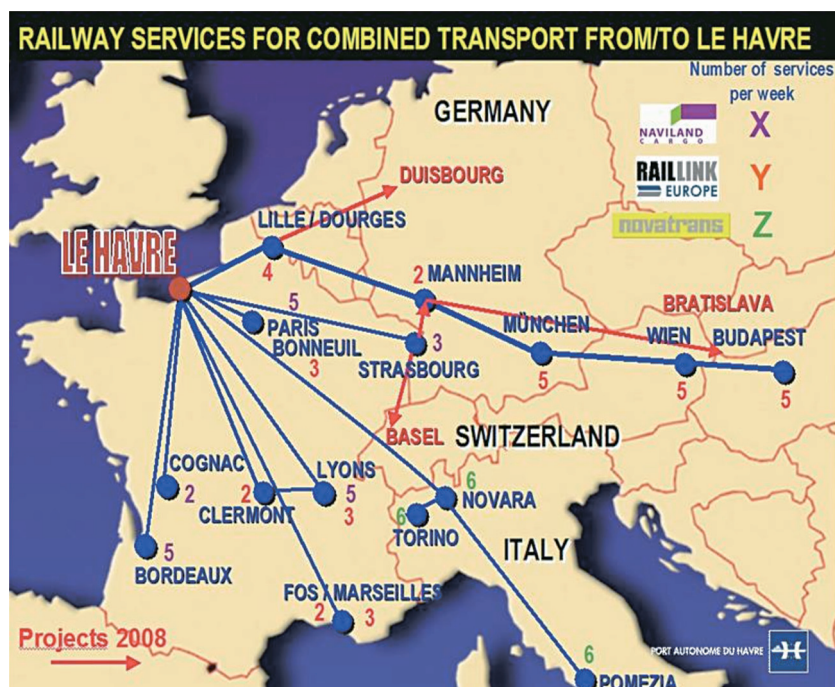 RAILWAY SERVICES FOR COMBINED TRANSPORT FROM/TO LE HAVRE
Number of services
per week
GERMANY
NAVILAND
CARGO
X
DUISBOURG
RAILLINK
EUROPE
Y
LILLE / DOURGES
novatrans
Z
LE HAVRE
4
2
MANNHEIM
5
BRATISLAVA
PARIS
BONNEUIL
3
3
STRASBOURG
MÜNCHEN
5
WIEN
5
BUDAPEST
5
BASEL
SWITZERLAND
COGNAC
2
2
CLERMONT
LYONS
5
3
6
NOVARA
6
TORINO
5
BORDEAUX
ITALY
FOS / MARSEILLES
2
3
Projects 2008
6
POMEZIA
PORT AUTONOME DU HAVRE